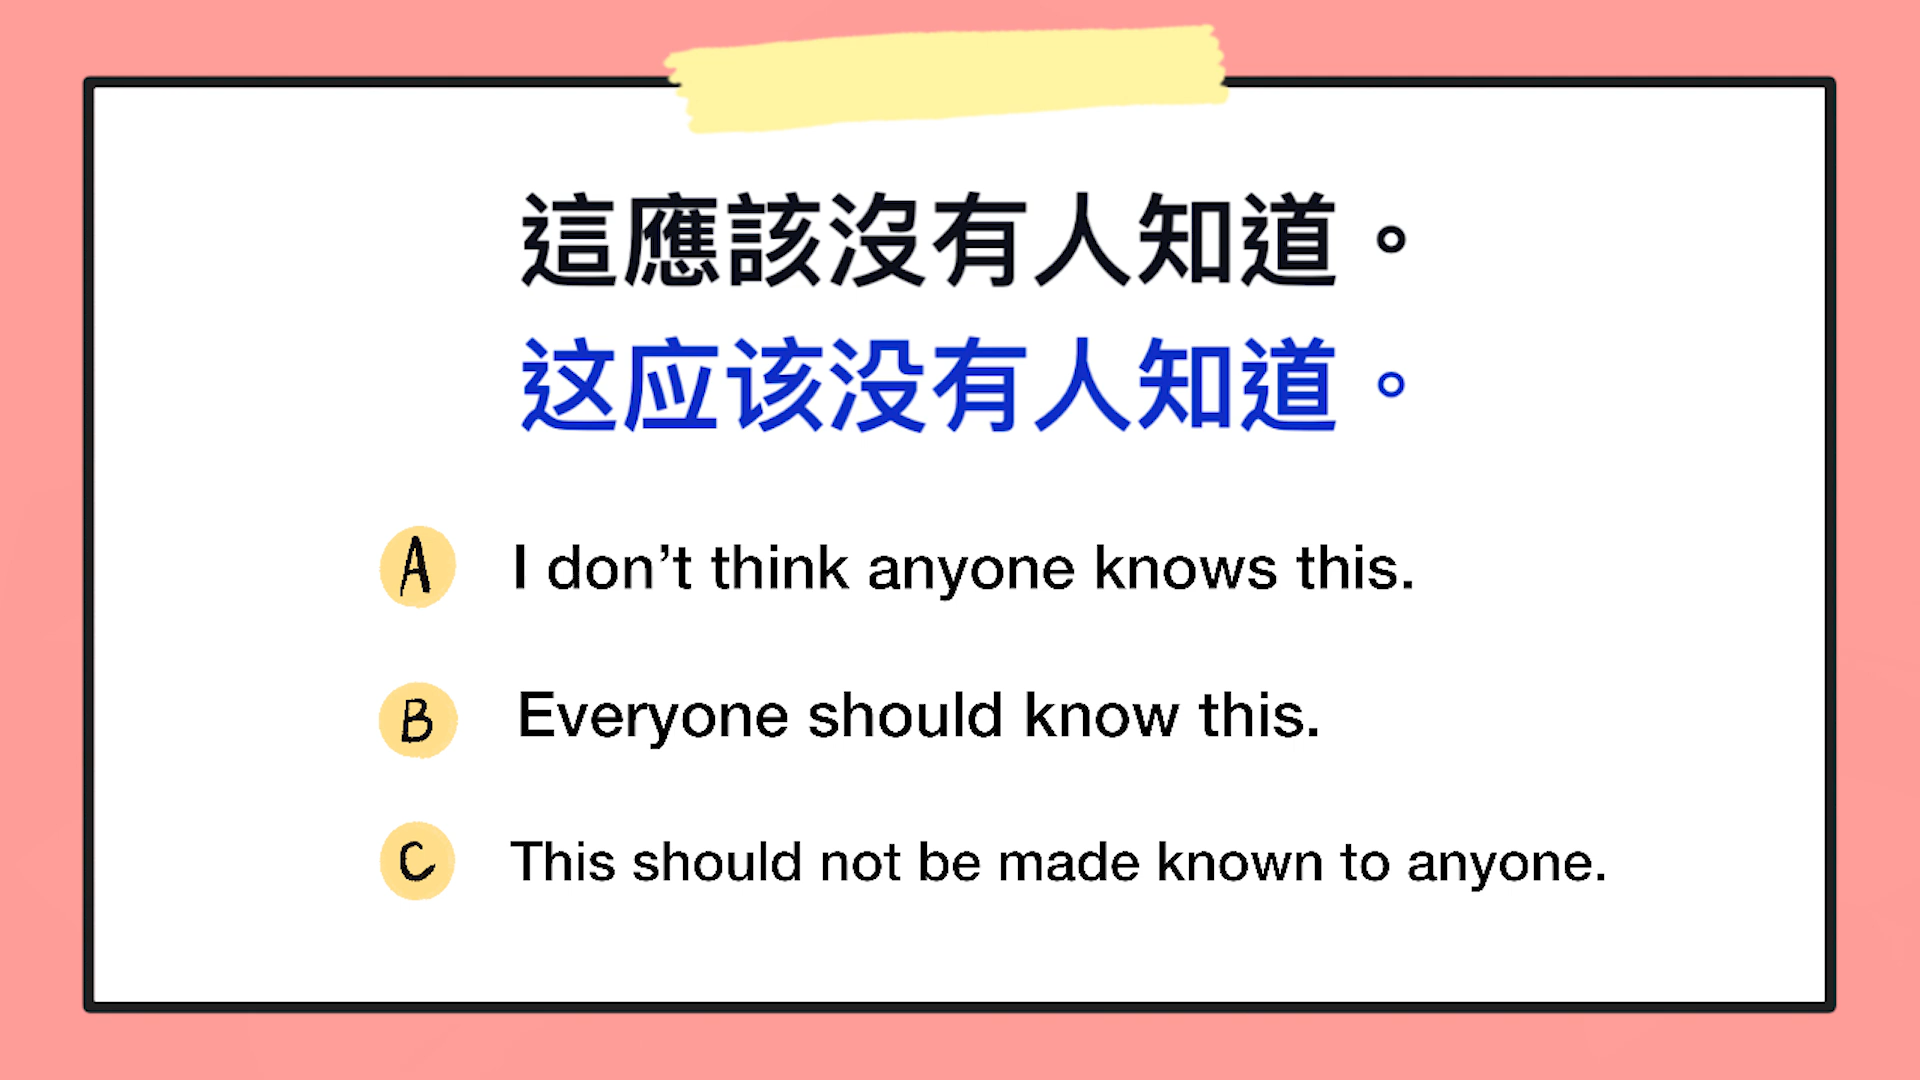 這應該沒有人知道。
这应该没有人知道。
A I don’t think anyone knows this.
B Everyone should know this.
C This should not be made known to anyone.